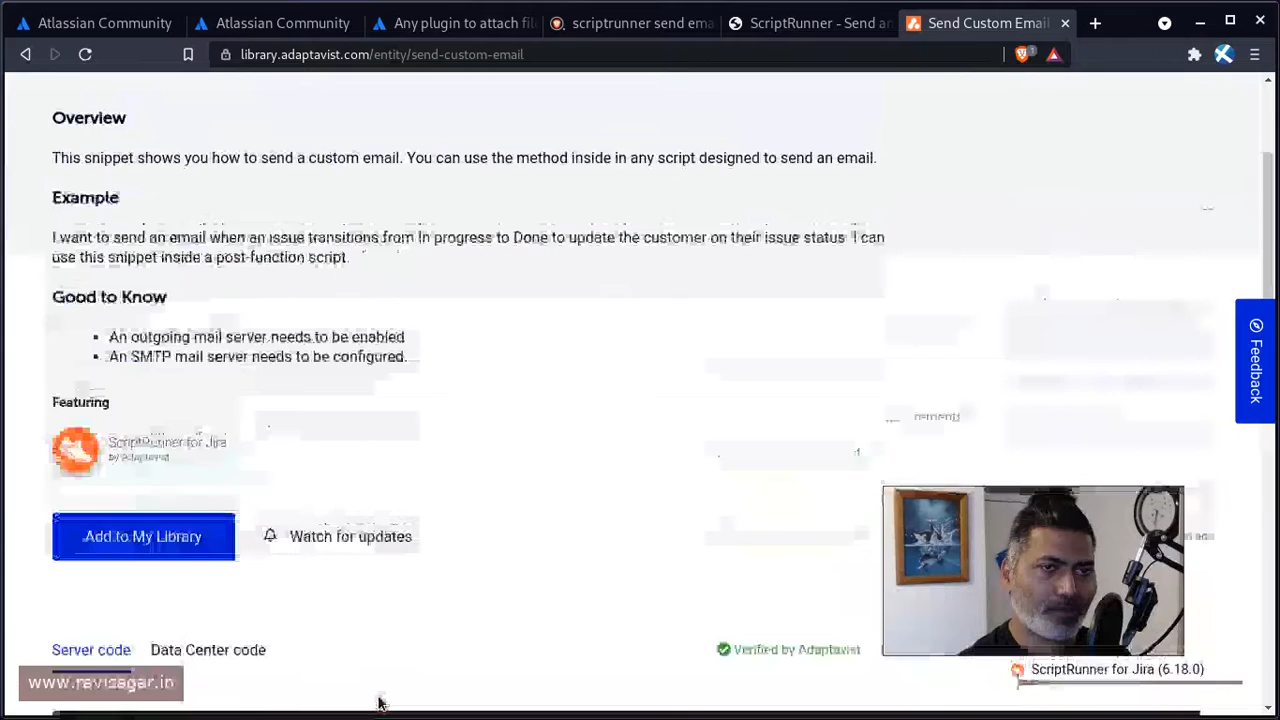 Atlassian Community
Atlassian Community
Any plugin to attach fil
scriptrunner send ema
ScriptRunner - Send an
Send Custom Email
library.adaptavist.com/entity/send-custom-email
Overview
This snippet shows you how to send a custom email. You can use the method inside in any script designed to send an email.
Example
I want to send an email when an issue transitions from In progress to Done to update the customer on their issue status I can
use this snippet inside a post-function script.
Good to Know
An outgoing mail server needs to be enabled
An SMTP mail server needs to be configured.
Featuring
ScriptRunner for Jira
by Adaptavist
Add to My Library
Watch for updates
Feedback
Server code
Data Center code
Verified by Adaptavist
ScriptRunner for Jira (6.18.0)
www.ravisagar.in